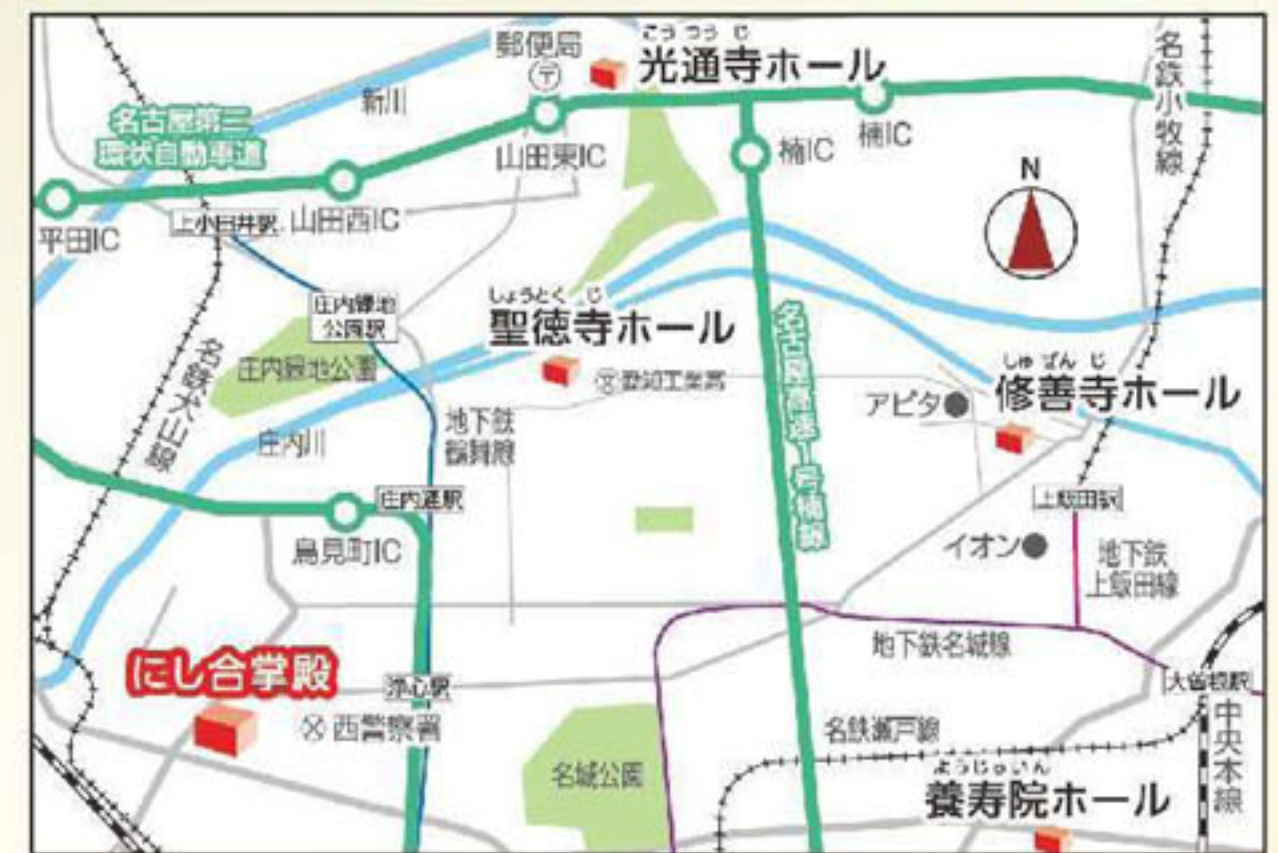 こうつうじ
郵便局
光通寺ホール
〒
新川
名鉄小牧線
名古屋第二
環状自動車道
山田東IC
楠IC
楠IC
N
上小田井駅
山田西IC
平田IC
庄内緑地
公園駅
しょうとくじ
聖徳寺ホール
名古屋高速1号楠線
名鉄犬山線
庄内緑地公園
愛知工業高
しゅぜんじ
修善寺ホール
アピタ
地下鉄
鶴舞線
庄内川
庄内通駅
上飯田駅
鳥見町IC
イオン
地下鉄
上飯田線
地下鉄名城線
にし合掌殿
浄心駅
大曽根駅
西警察署
名鉄瀬戸線
中央本線
名城公園
ようじゅいん
養寿院ホール